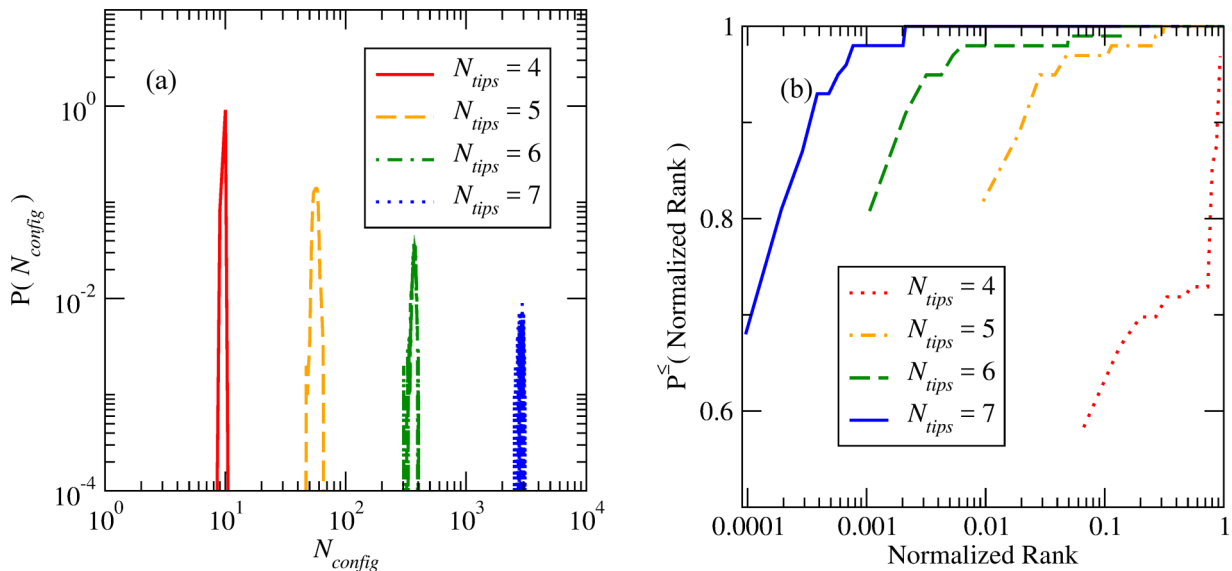 (a)
N_tips = 4
N_tips = 5
N_tips = 6
N_tips = 7
P( N_config )
10^0
10^-2
10^-4
10^0
10^1
10^2
10^3
10^4
N_config
(b)
1
0.8
0.6
P^≤( Normalized Rank )
N_tips = 4
N_tips = 5
N_tips = 6
N_tips = 7
0.0001
0.001
0.01
0.1
1
Normalized Rank